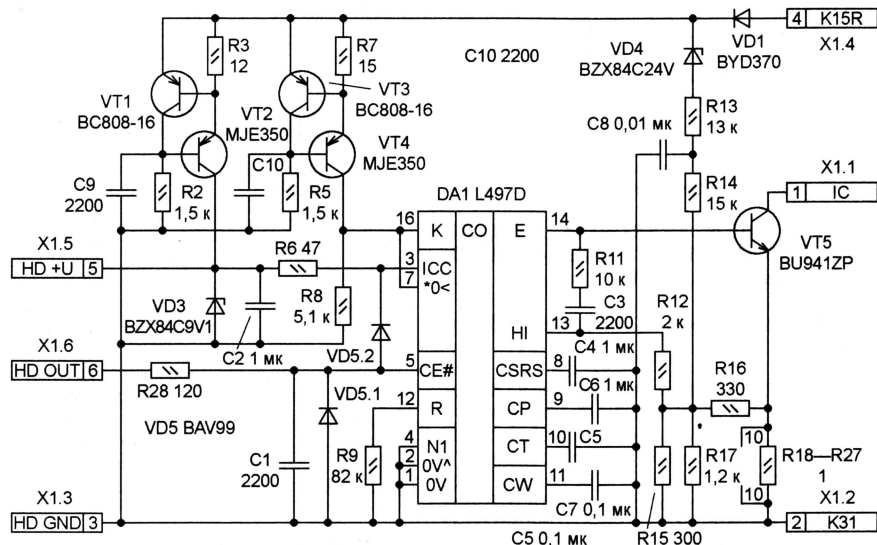 4 K15R
X1.4
R3
12
R7
15
C10 2200
VD4
BZX84C24V
VD1
BYD370
VT1
BC808-16
VT2
MJE350
VT3
BC808-16
VT4
MJE350
C8 0,01 мк
R13
13 к
C9
2200
R2
1,5 к
C10
R5
1,5 к
DA1 L497D
R14
15 к
X1.1
1 IC
VT5
BU941ZP
X1.5
HD +U 5
R6 47
16 K CO E 14
3 ICC
7 *0<
R11
10 к
C3
2200
R12
2 к
VD3
BZX84C9V1
C2 1 мк
R8
5,1 к
HI 13
X1.6
HD OUT 6
R28 120
VD5.2
5 CE# CSRS 8
C4 1 мк
R16
330
VD5 BAV99
VD5.1
12 R CP 9
C6 1 мк
C1
2200
R9
82 к
4 N1 CT 10
C5
2 0V^
1 0V CW 11
C7 0,1 мк
R17
1,2 к
10
10
R18—R27
1
X1.3
HD GND 3
C5 0,1 мк
R15 300
X1.2
2 K31